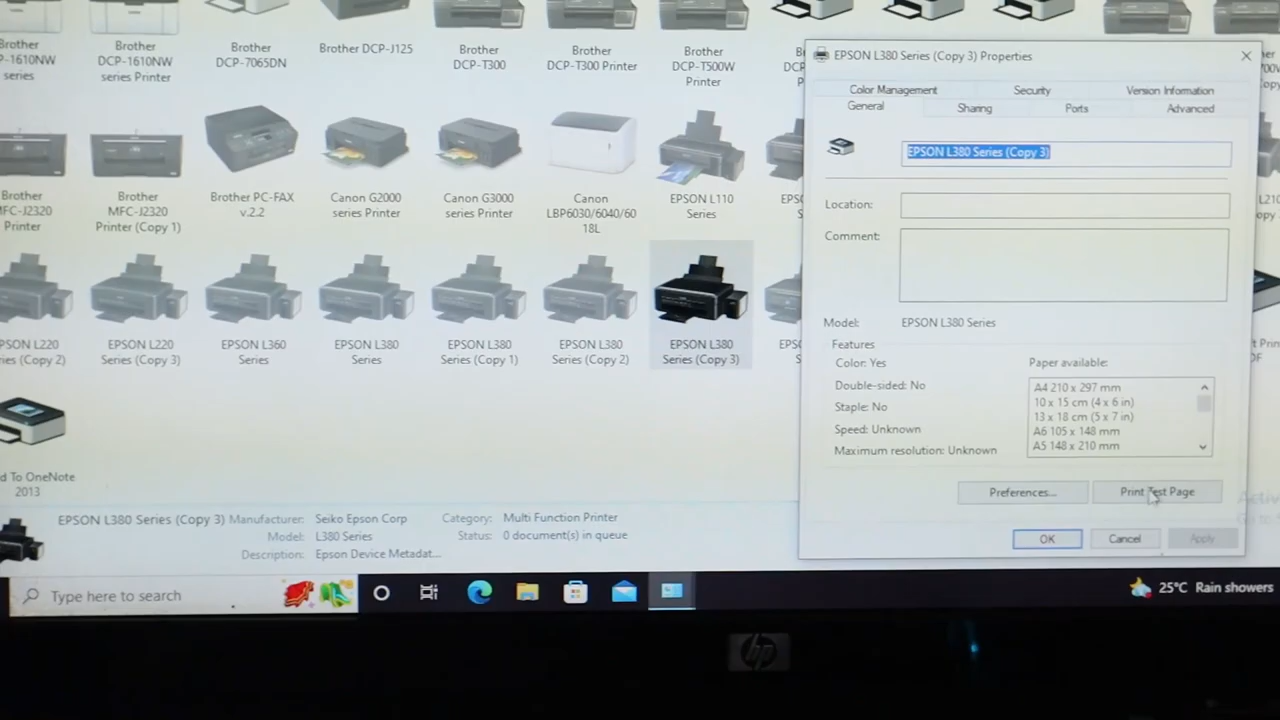 Brother
P-1610NW
series
Brother
DCP-1610NW
series Printer
Brother
DCP-7065DN
Brother DCP-J125
Brother
DCP-T300
Brother
DCP-T300 Printer
Brother
DCP-T500W
Printer
Brother
MFC-J2320
Printer
Brother
MFC-J2320
Printer (Copy 1)
Brother PC-FAX
v.2.2
Canon G2000
series Printer
Canon G3000
series Printer
Canon
LBP6030/6040/60
18L
EPSON L110
Series
PSON L220
ries (Copy 2)
EPSON L220
Series (Copy 3)
EPSON L360
Series
EPSON L380
Series
EPSON L380
Series (Copy 1)
EPSON L380
Series (Copy 2)
EPSON L380
Series (Copy 3)
d To OneNote
2013
EPSON L380 Series (Copy 3) Properties
Color Management
Security
Version Information
General
Sharing
Ports
Advanced
EPSON L380 Series (Copy 3)
Location:
Comment:
Model:
EPSON L380 Series
Features
Color: Yes
Double-sided: No
Staple: No
Speed: Unknown
Maximum resolution: Unknown
Paper available:
A4 210 x 297 mm
10 x 15 cm (4 x 6 in)
13 x 18 cm (5 x 7 in)
A6 105 x 148 mm
A5 148 x 210 mm
Preferences...
Print Test Page
OK
Cancel
Apply
EPSON L380 Series (Copy 3)
Manufacturer: Seiko Epson Corp
Model: L380 Series
Description: Epson Device Metadat...
Category: Multi Function Printer
Status: 0 document(s) in queue
Type here to search
25°C Rain showers
hp